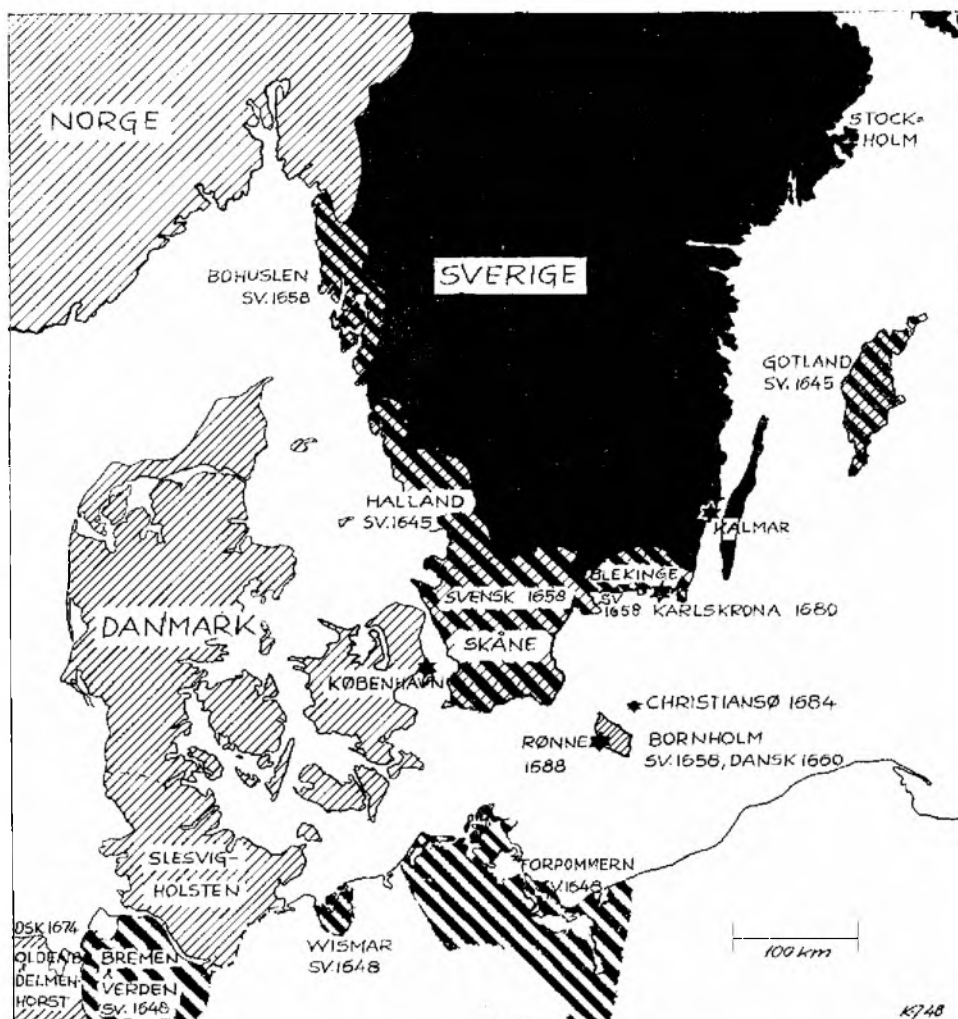 NORGE
STOCK-
HOLM
BOHUSLEN
SV. 1658
SVERIGE
GOTLAND
SV. 1645
HALLAND
SV. 1645
KALMAR
BLEKINGE
SV
1658
KARLSKRONA 1680
SVENSK 1658
SKÅNE
DANMARK
KØBENHAVN
CHRISTIANSØ 1684
RØNNE
1688
BORNHOLM
SV. 1658, DANSK 1660
SLESVIG-
HOLSTEN
FORPOMMERN
SV. 1648
WISMAR
SV. 1648
DSK 1674
OLDENB
& DELMEN-
HORST
BREMEN
&
VERDEN
SV. 1648
100 km
K-748